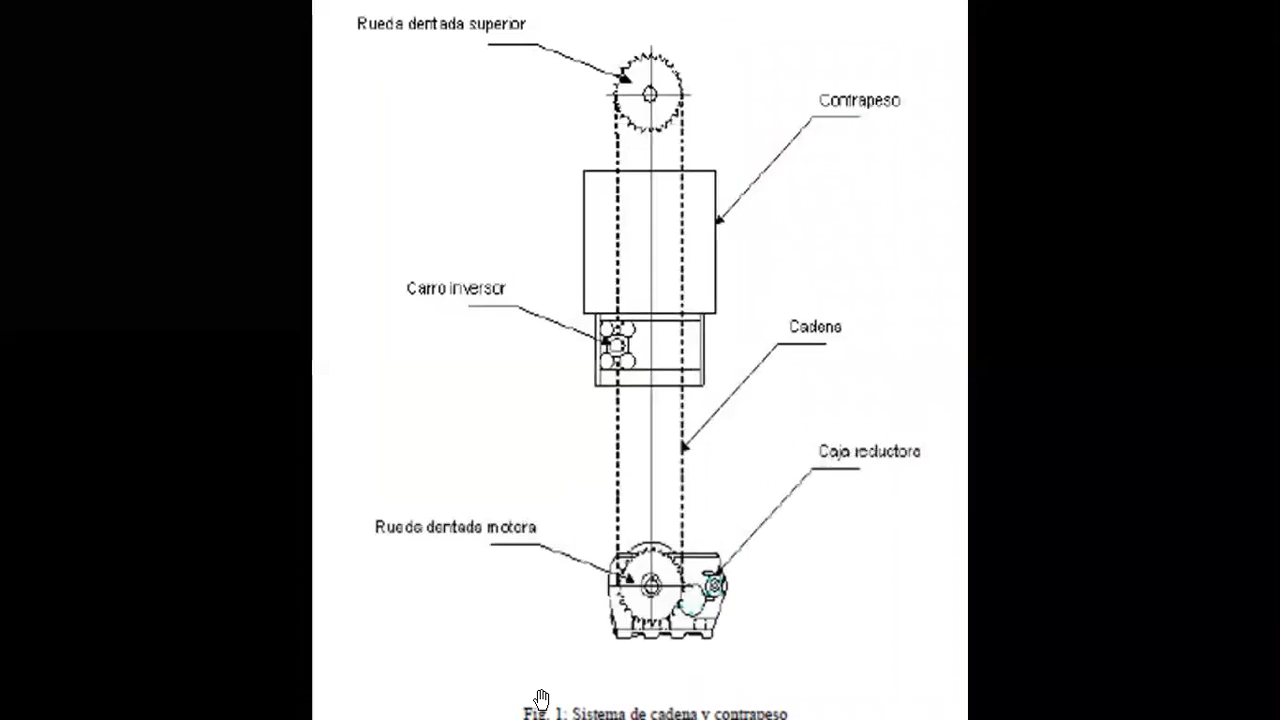 Rueda dentada superior
Contrapeso
Carro inversor
Cadena
Caja reductora
Rueda dentada motora
Fig. 1: Sistema de cadena y contrapeso